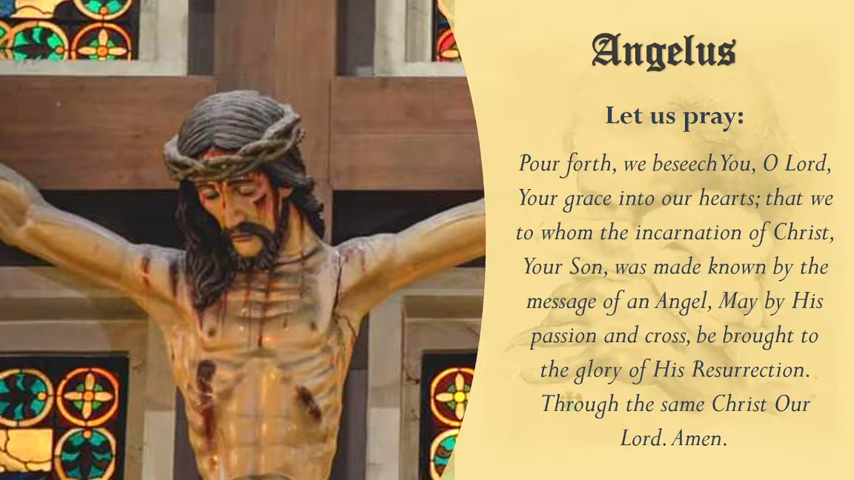 Angelus
Let us pray:
Pour forth, we beseechYou, O Lord,
Your grace into our hearts; that we
to whom the incarnation of Christ,
Your Son, was made known by the
message of an Angel, May by His
passion and cross, be brought to
the glory of His Resurrection.
Through the same Christ Our
Lord. Amen.